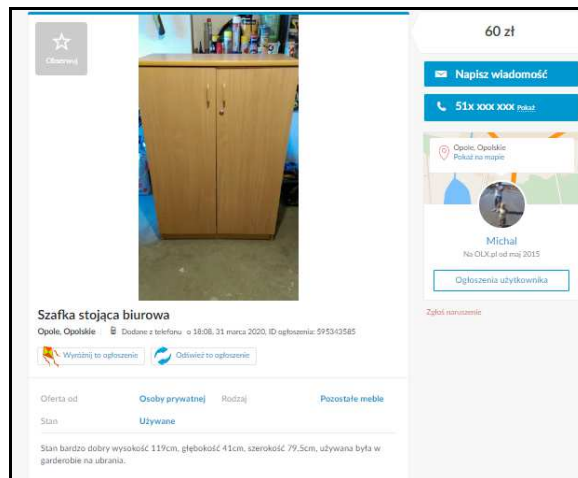 Obserwuj
60 zł
Napisz wiadomość
51x xxx xxx Pokaż
Opole, Opolskie
Pokaż na mapie
Michal
Na OLX.pl od maj 2015
Ogłoszenia użytkownika
Zgłoś naruszenie
Szafka stojąca biurowa
Opole, Opolskie Dodane z telefonu o 18:08, 31 marca 2020, ID ogłoszenia: 595343585
Wyróżnij to ogłoszenie Odśwież to ogłoszenie
Oferta od Osoby prywatnej Rodzaj Pozostałe meble
Stan Używane
Stan bardzo dobry wysokość 119cm, głębokość 41cm, szerokość 79,5cm, używana była w
garderobie na ubrania.